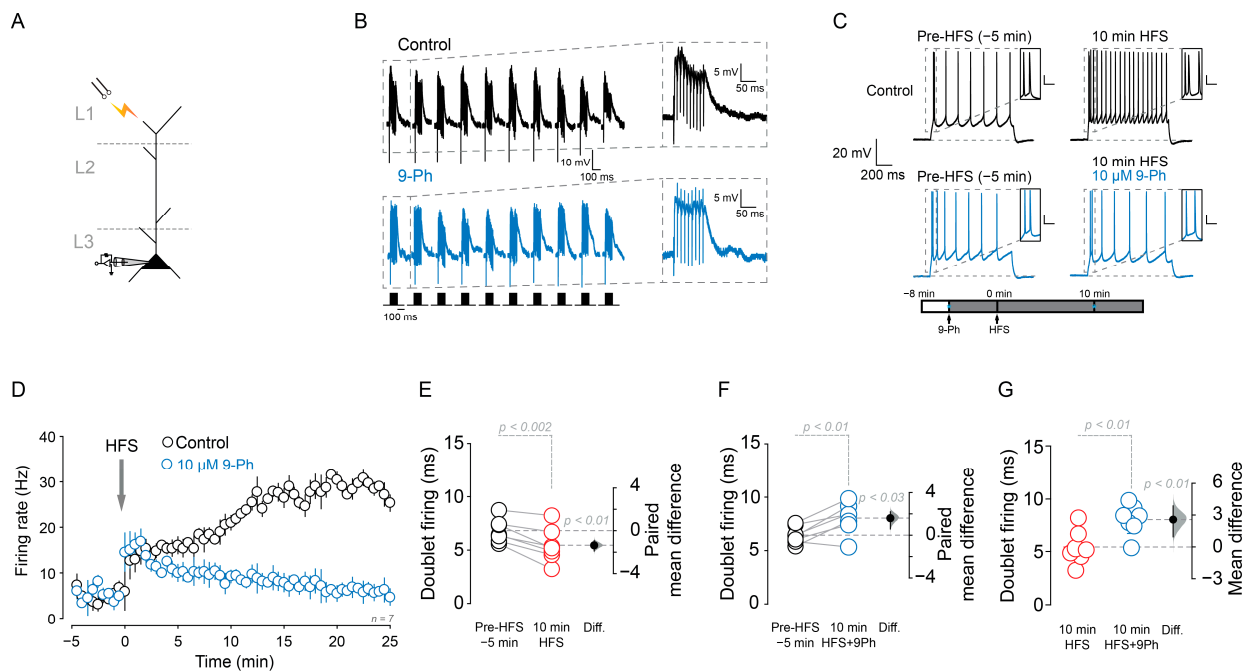 A
L1
L2
L3
B
Control
5 mV
50 ms
10 mV
100 ms
9-Ph
5 mV
50 ms
100 ms
C
Pre-HFS (−5 min)
10 min HFS
Control
20 mV
200 ms
Pre-HFS (−5 min)
10 min HFS
10 µM 9-Ph
−8 min
0 min
10 min
9-Ph
HFS
D
Firing rate (Hz)
40
30
20
10
0
HFS
Control
10 µM 9-Ph
n = 7
−5
0
5
10
15
20
25
Time (min)
E
Doublet firing (ms)
15
10
5
0
p < 0.002
p < 0.01
4
0
−4
Paired
mean difference
Pre-HFS
−5 min
10 min
HFS
Diff.
F
Doublet firing (ms)
15
10
5
0
p < 0.01
p < 0.03
4
0
−4
Paired
mean difference
Pre-HFS
−5 min
10 min
HFS+9Ph
Diff.
G
Doublet firing (ms)
15
10
5
0
p < 0.01
p < 0.01
6
3
0
−3
Mean difference
10 min
HFS
10 min
HFS+9Ph
Diff.